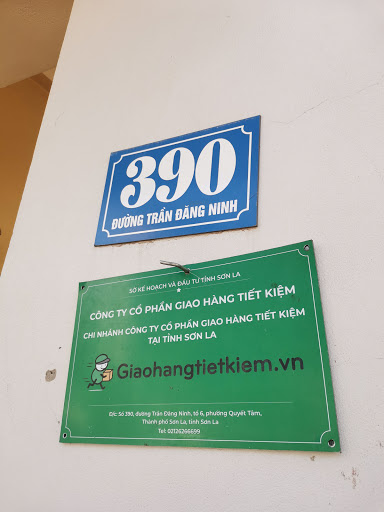 390
ĐƯỜNG TRẦN ĐĂNG NINH
SỞ KẾ HOẠCH VÀ ĐẦU TƯ TỈNH SƠN LA
CÔNG TY CỔ PHẦN GIAO HÀNG TIẾT KIỆM
CHI NHÁNH CÔNG TY CỔ PHẦN GIAO HÀNG TIẾT KIỆM
TẠI TỈNH SƠN LA
Giaohangtietkiem.vn
Đ/c: Số 390, đường Trần Đăng Ninh, tổ 6, phường Quyết Tâm,
Thành phố Sơn La, tỉnh Sơn La
Tel: 02126266699